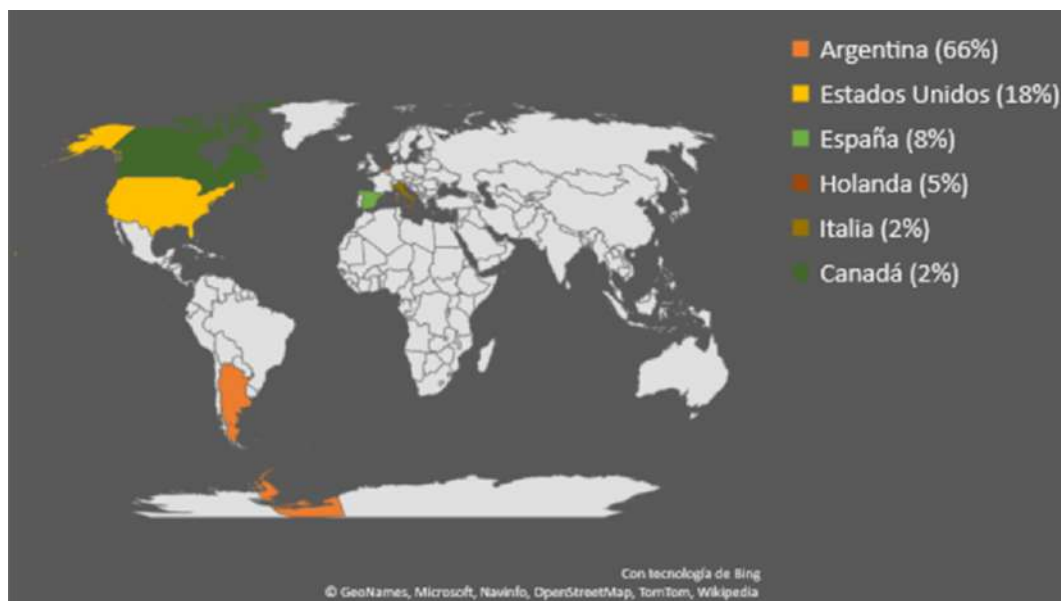 Argentina (66%)
Estados Unidos (18%)
España (8%)
Holanda (5%)
Italia (2%)
Canadá (2%)
Con tecnología de Bing
© GeoNames, Microsoft, Navinfo, OpenStreetMap, TomTom, Wikipedia